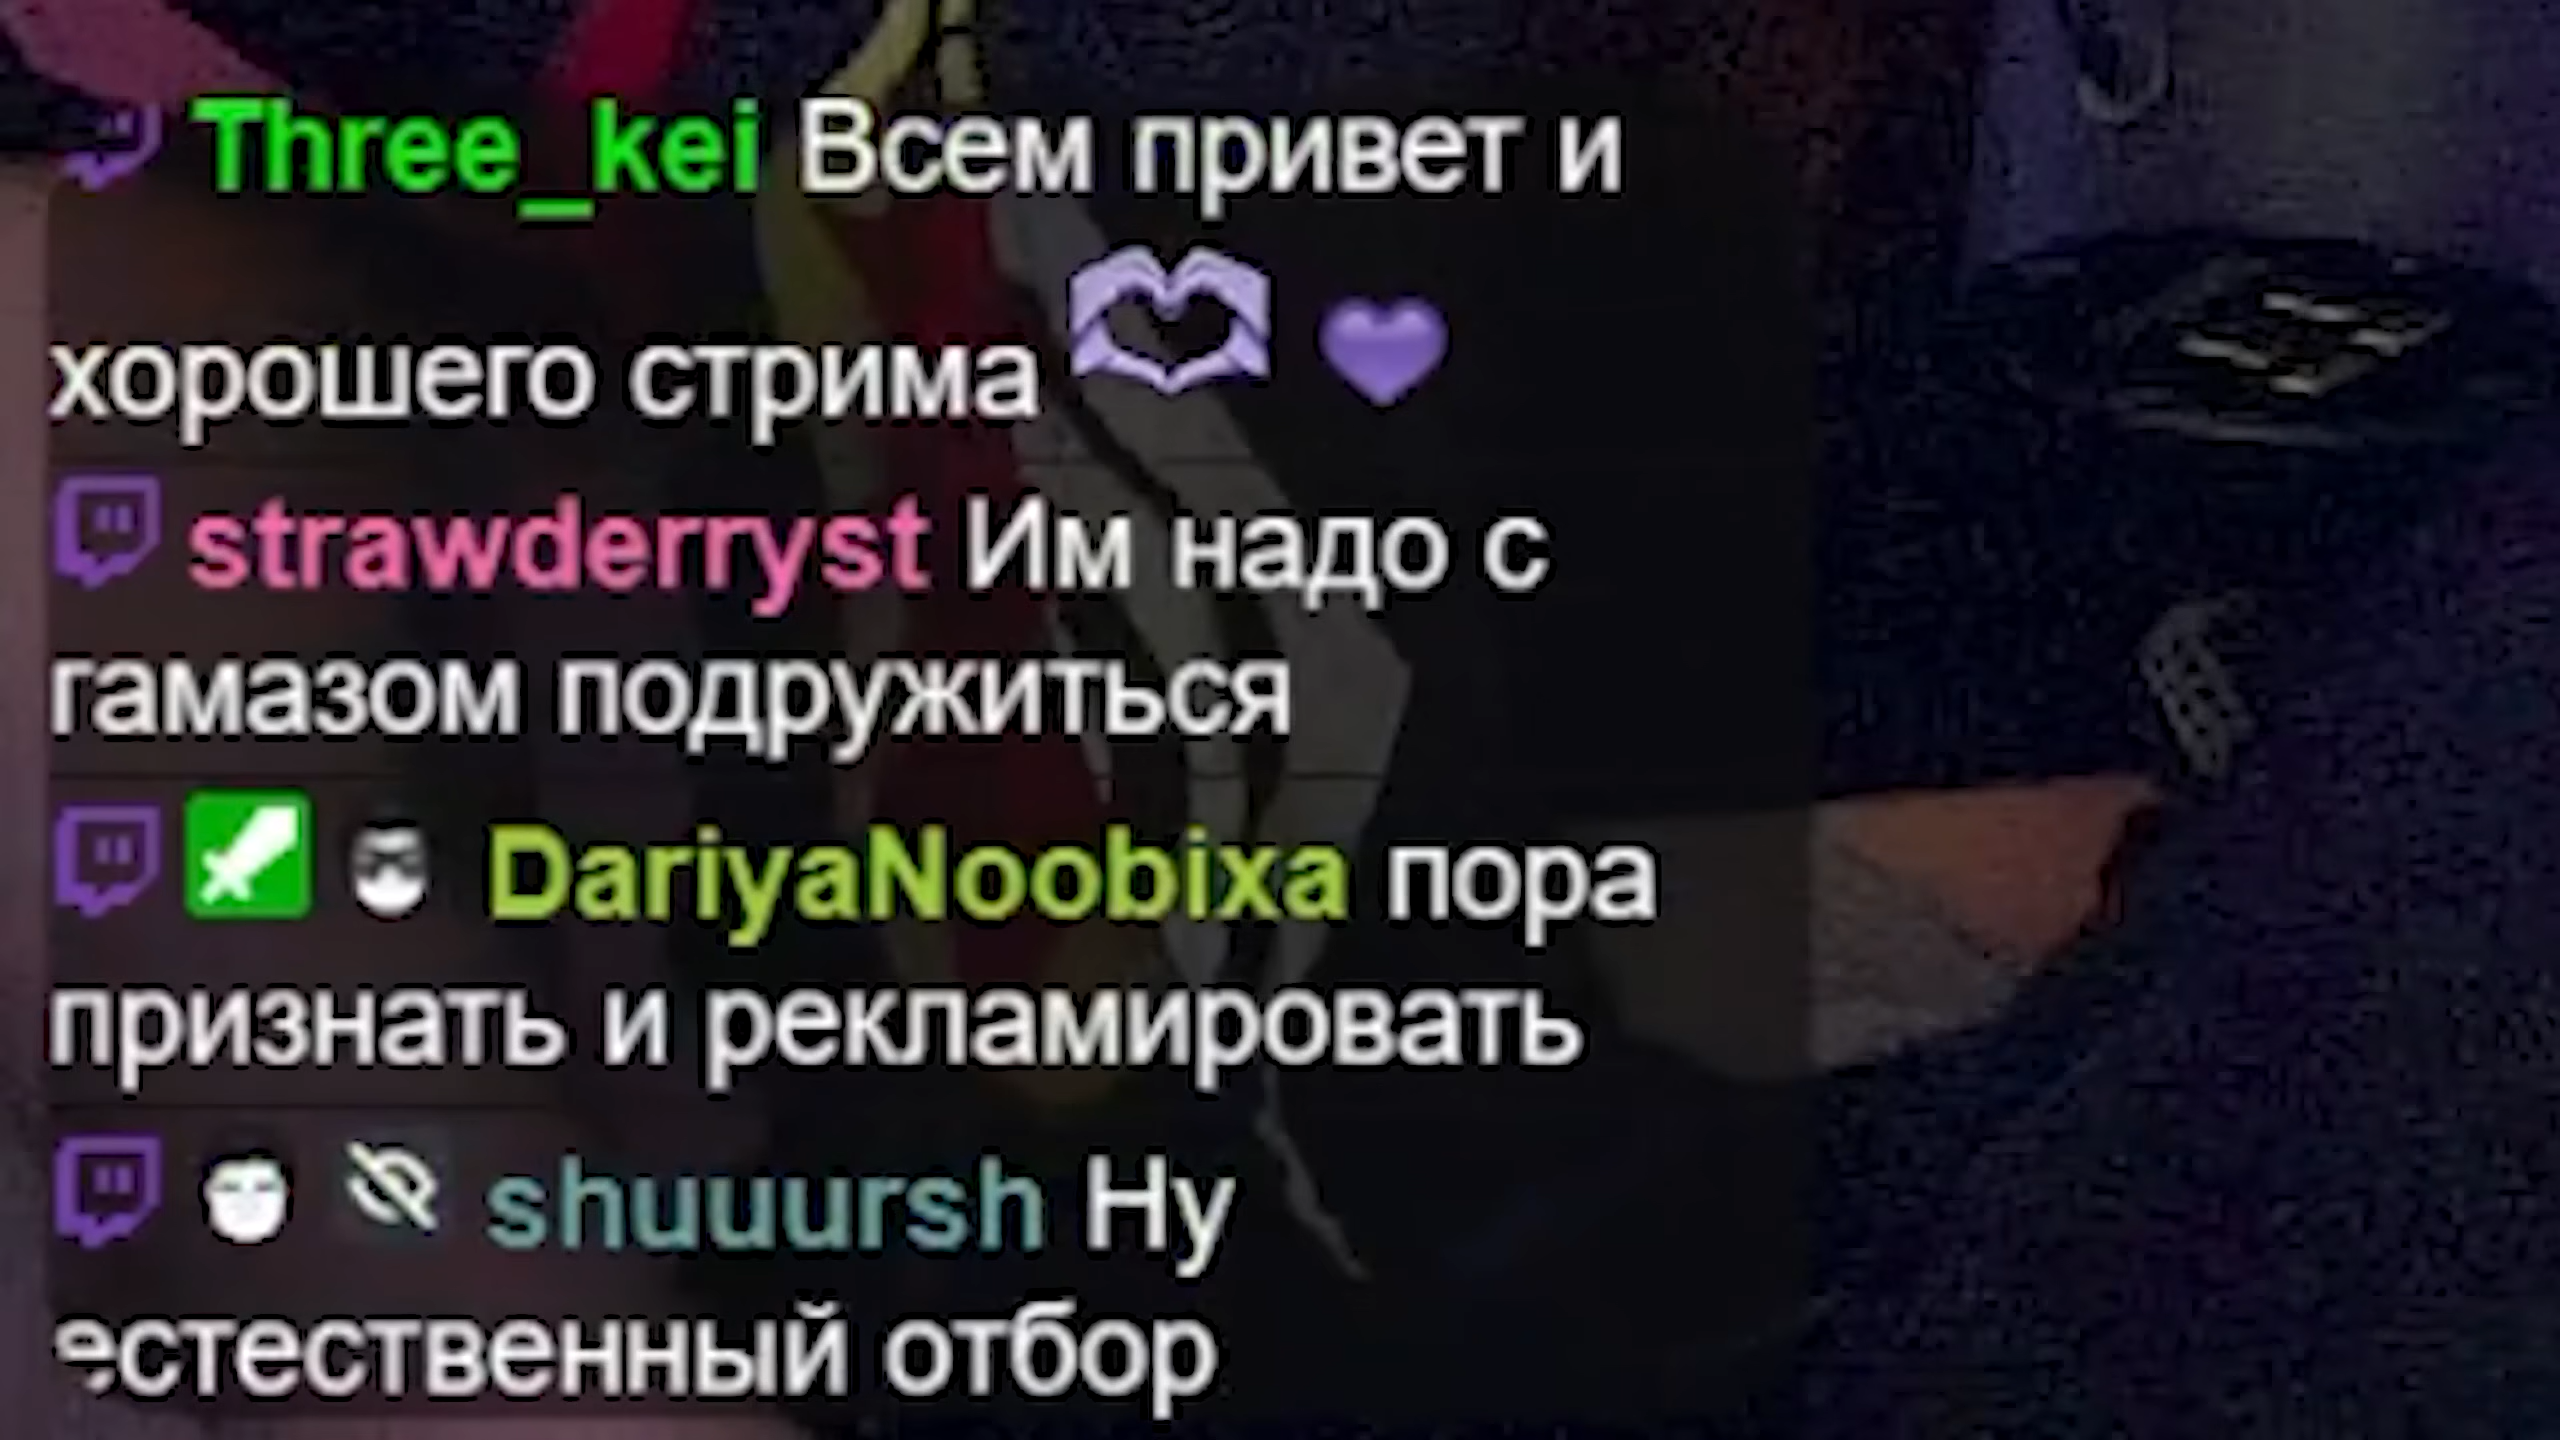 Three_kei Всем привет и
хорошего стрима
strawderryst Им надо с
гамазом подружиться
DariyaNoobixa пора
признать и рекламировать
shuuursh Ну
естественный отбор